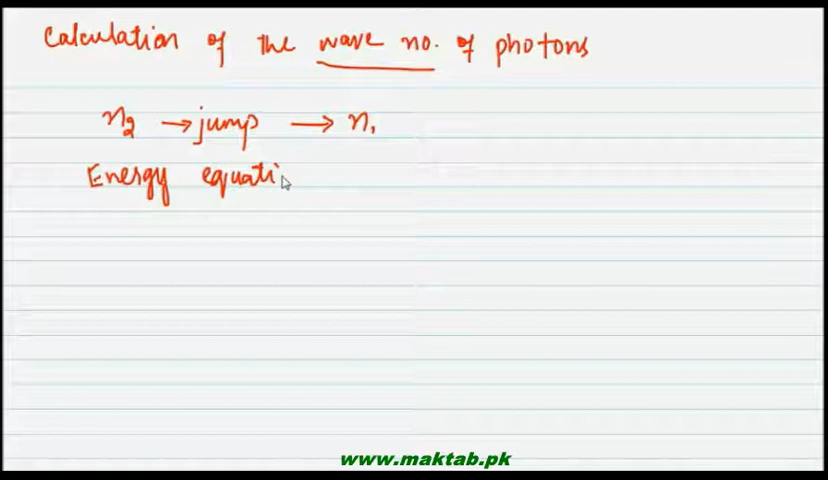 Calculation of the wave no. of photons
n₂ → jump → n₁
Energy equati
www.maktab.pk